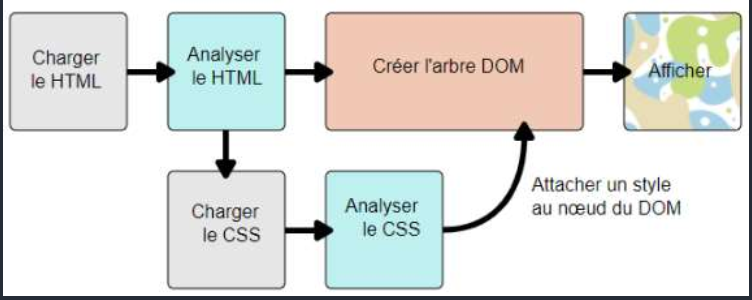 Charger
le HTML
Analyser
le HTML
Créer l'arbre DOM
Afficher
Charger
le CSS
Analyser
le CSS
Attacher un style
au nœud du DOM